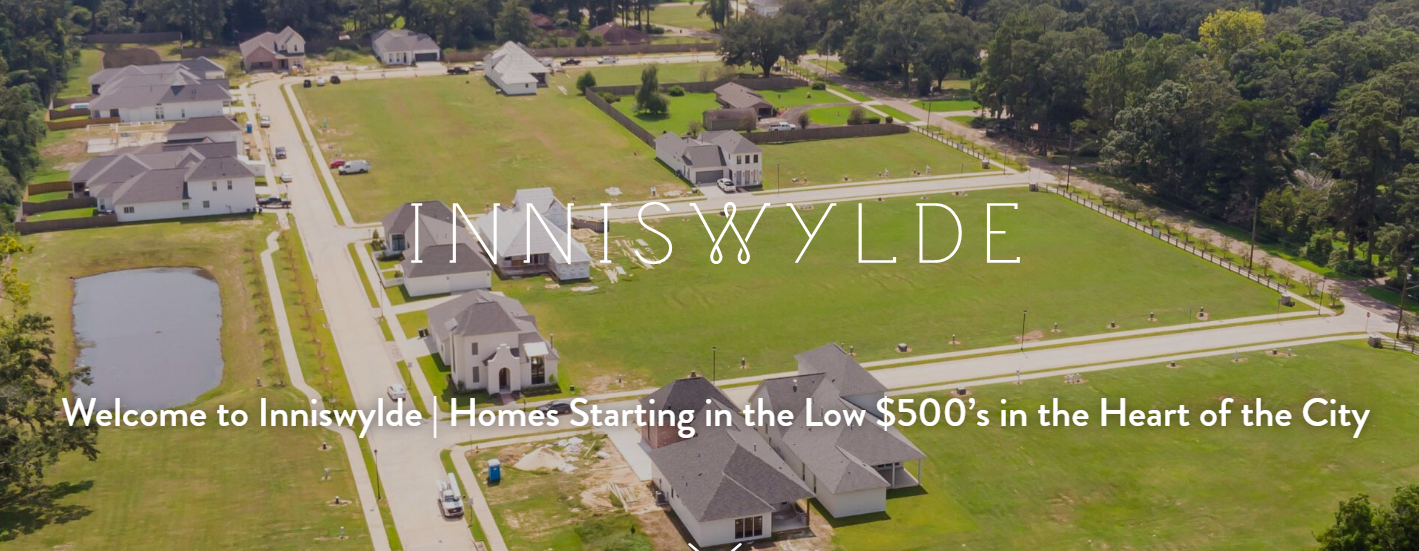 INNISWYLDE
Welcome to Inniswylde | Homes Starting in the Low $500’s in the Heart of the City